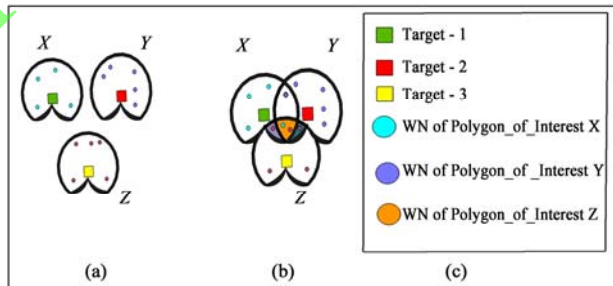 X
Y
Z
(a)
X
Y
Z
(b)
Target - 1
Target - 2
Target - 3
WN of Polygon_of_Interest X
WN of Polygon_of _Interest Y
WN of Polygon_of_Interest Z
(c)